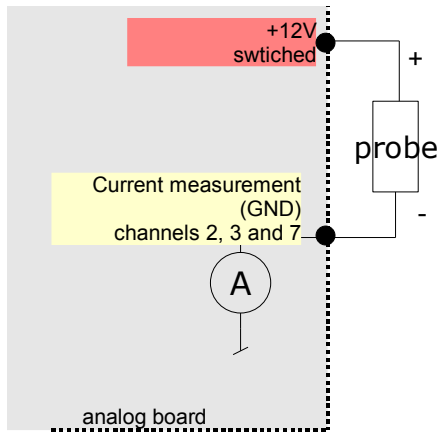 +12V
swtiched
+
probe
Current measurement
(GND)
channels 2, 3 and 7
-
A
analog board